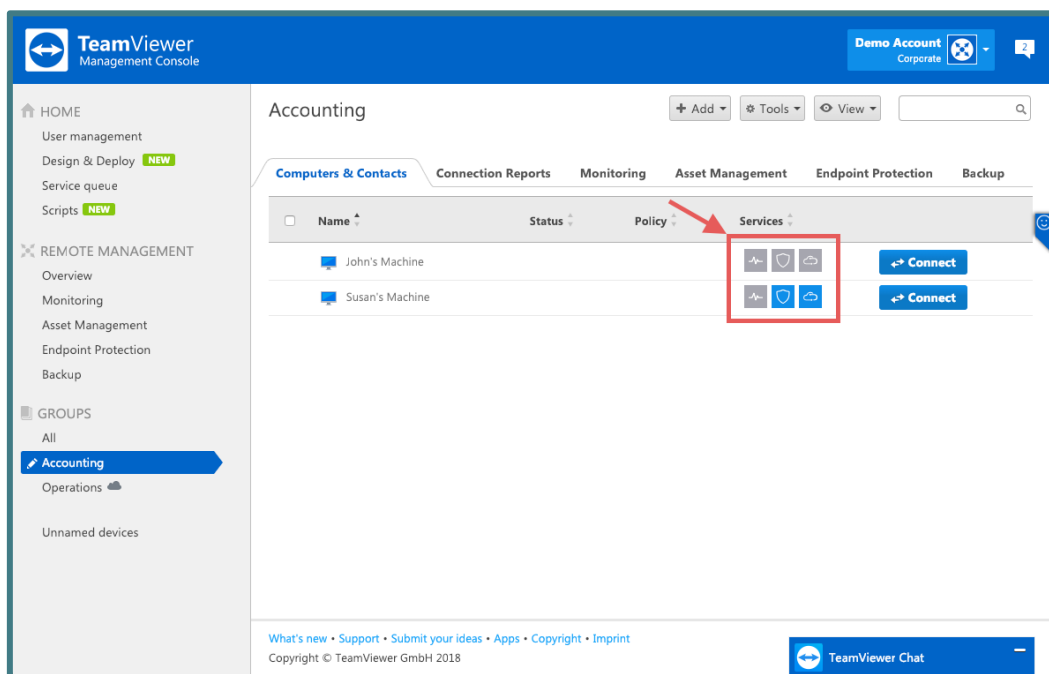 TeamViewer
Management Console
Demo Account
Corporate
2
HOME
User management
Design & Deploy NEW
Service queue
Scripts NEW
REMOTE MANAGEMENT
Overview
Monitoring
Asset Management
Endpoint Protection
Backup
GROUPS
All
Accounting
Operations
Unnamed devices
Accounting
Add
Tools
View
Computers & Contacts Connection Reports Monitoring Asset Management Endpoint Protection Backup
Name Status Policy Services
John's Machine Connect
Susan's Machine Connect
What's new • Support • Submit your ideas • Apps • Copyright • Imprint
Copyright © TeamViewer GmbH 2018
TeamViewer Chat